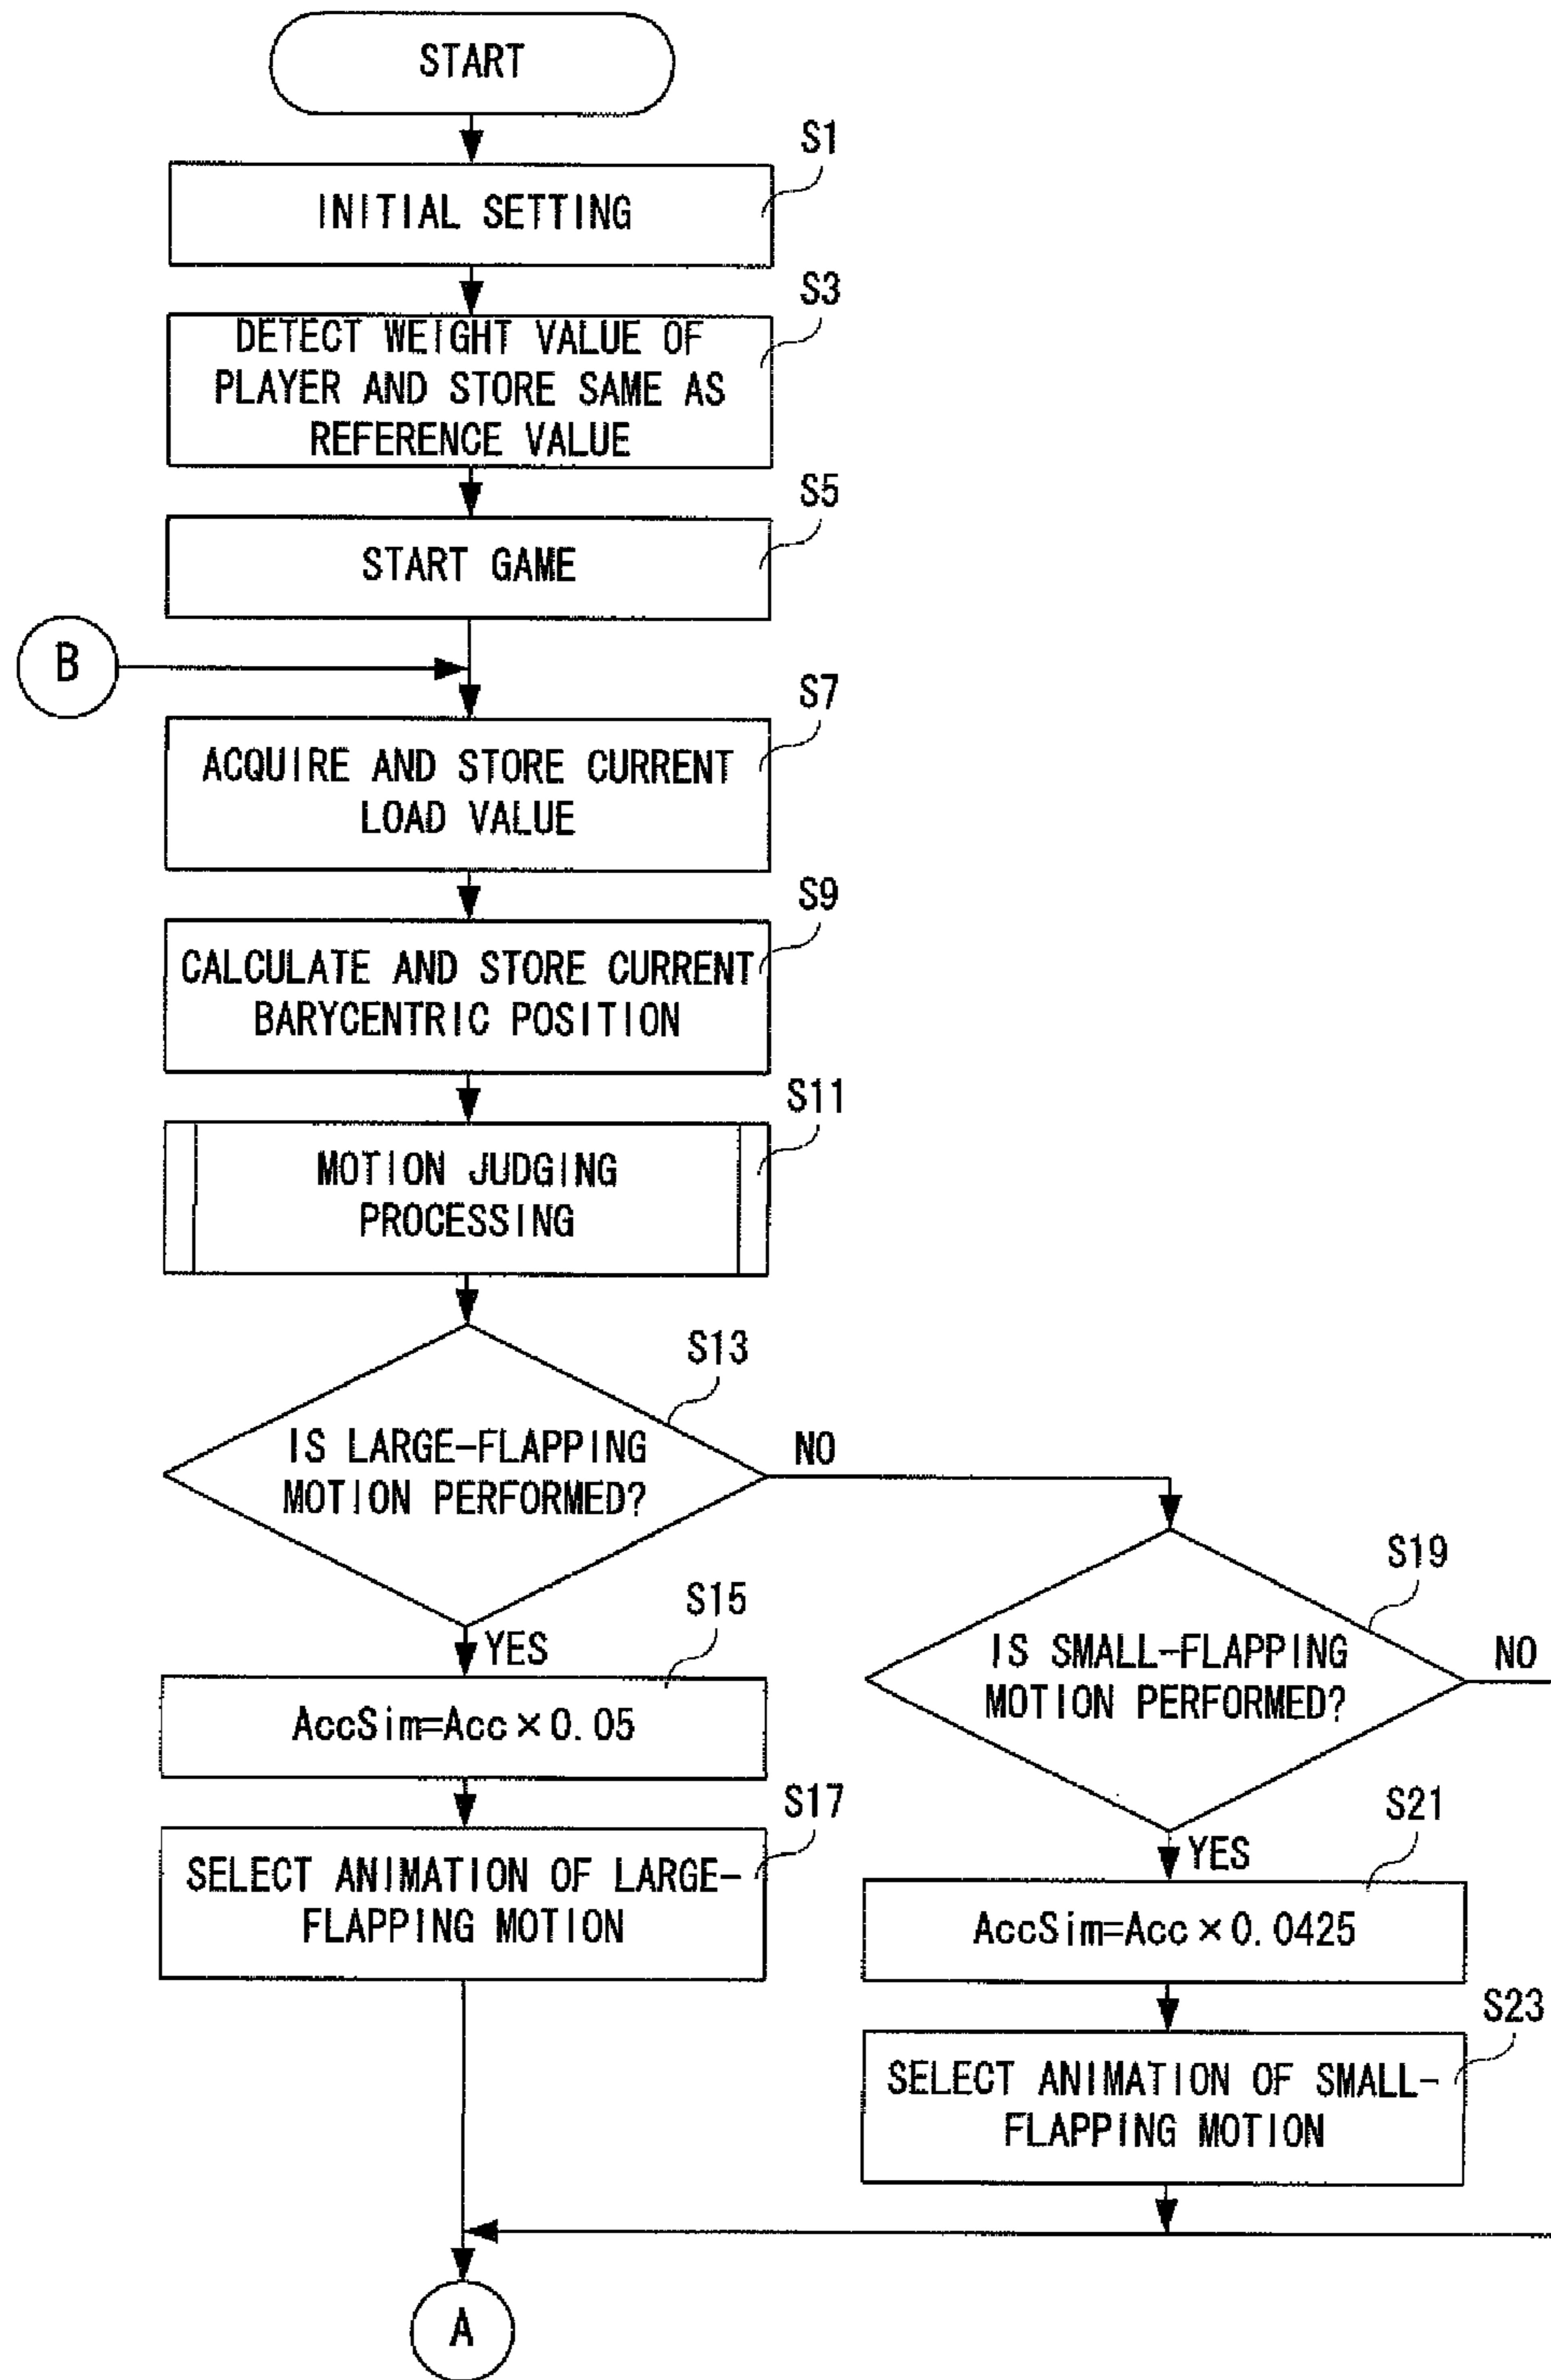 START
S1
INITIAL SETTING
S3
DETECT WEIGHT VALUE OF
PLAYER AND STORE SAME AS
REFERENCE VALUE
S5
START GAME
B
S7
ACQUIRE AND STORE CURRENT
LOAD VALUE
S9
CALCULATE AND STORE CURRENT
BARYCENTRIC POSITION
S11
MOTION JUDGING
PROCESSING
S13
IS LARGE-FLAPPING
MOTION PERFORMED?
NO
YES
S15
AccSim=Acc×0.05
S17
SELECT ANIMATION OF LARGE-
FLAPPING MOTION
S19
IS SMALL-FLAPPING
MOTION PERFORMED?
NO
YES
S21
AccSim=Acc×0.0425
S23
SELECT ANIMATION OF SMALL-
FLAPPING MOTION
A